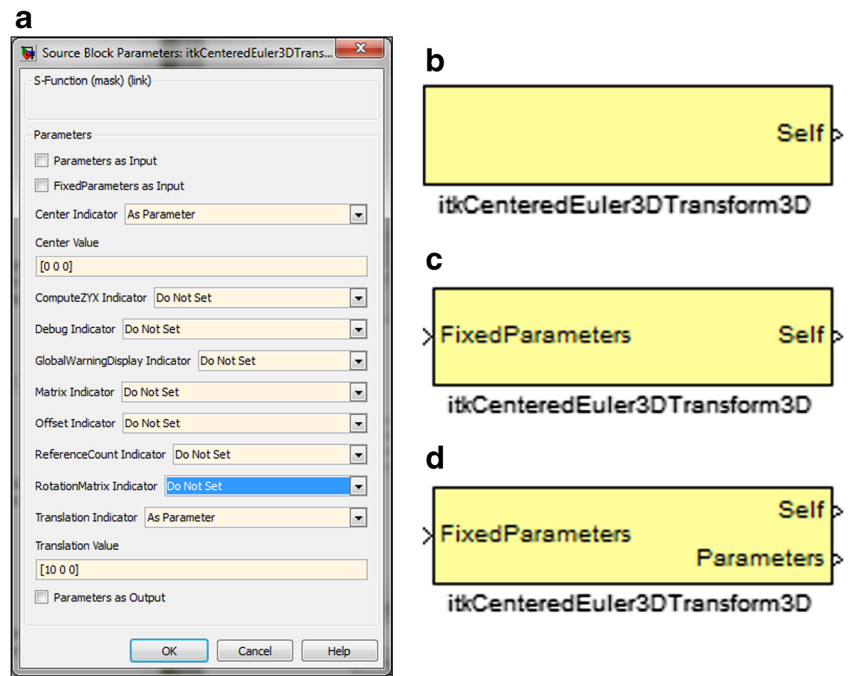 a
Source Block Parameters: itkCenteredEuler3DTrans...
S-Function (mask) (link)
Parameters
Parameters as Input
FixedParameters as Input
Center Indicator As Parameter
Center Value
[0 0 0]
ComputeZYX Indicator Do Not Set
Debug Indicator Do Not Set
GlobalWarningDisplay Indicator Do Not Set
Matrix Indicator Do Not Set
Offset Indicator Do Not Set
ReferenceCount Indicator Do Not Set
RotationMatrix Indicator Do Not Set
Translation Indicator As Parameter
Translation Value
[10 0 0]
Parameters as Output
OK Cancel Help
b
Self
itkCenteredEuler3DTransform3D
c
FixedParameters Self
itkCenteredEuler3DTransform3D
d
Self
FixedParameters
Parameters
itkCenteredEuler3DTransform3D